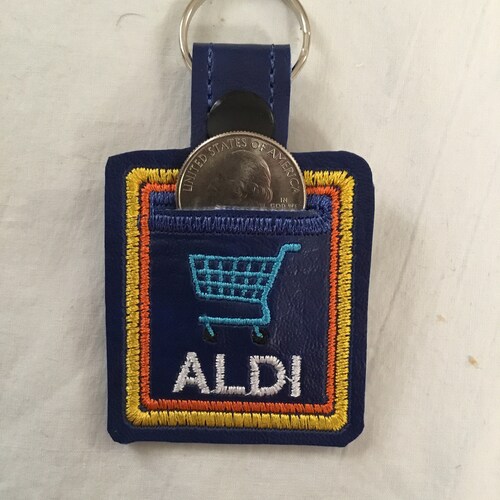 UNITED STATES OF AMERICA
IN
GOD WE
ALDI